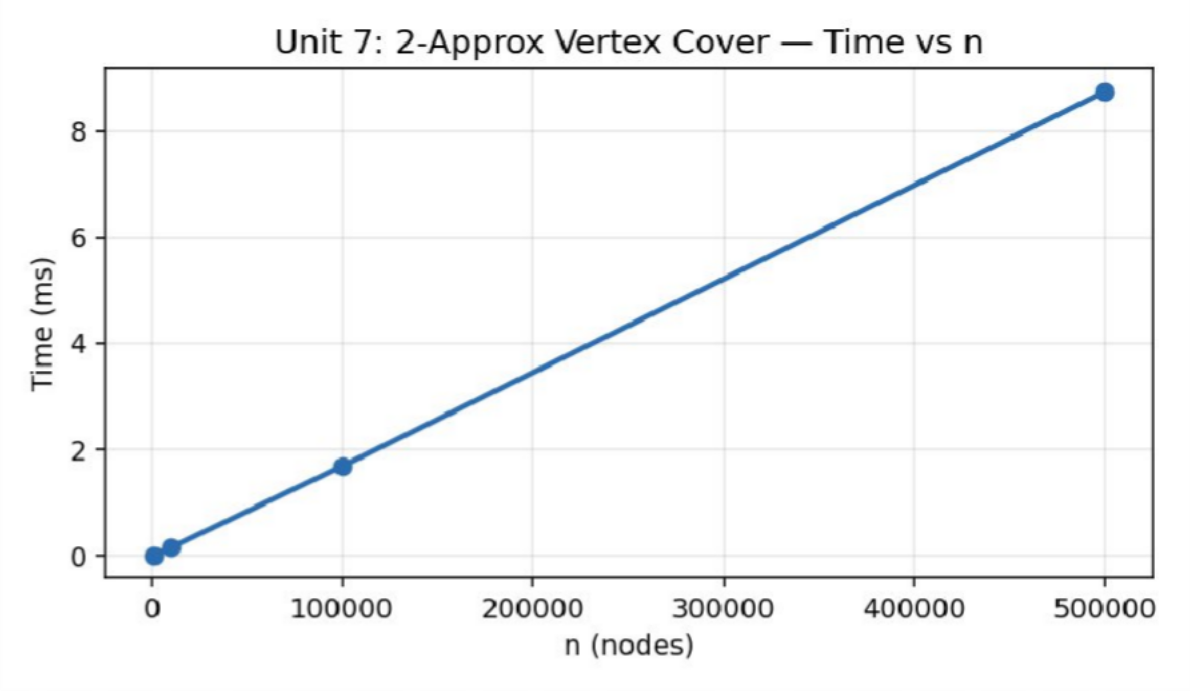 Unit 7: 2-Approx Vertex Cover — Time vs n
8
6
4
2
0
Time (ms)
0 100000 200000 300000 400000 500000
n (nodes)